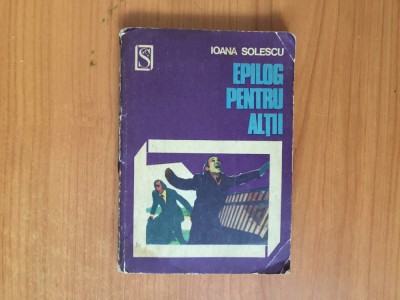 S
IOANA SOLESCU
EPILOG
PENTRU
ALȚII